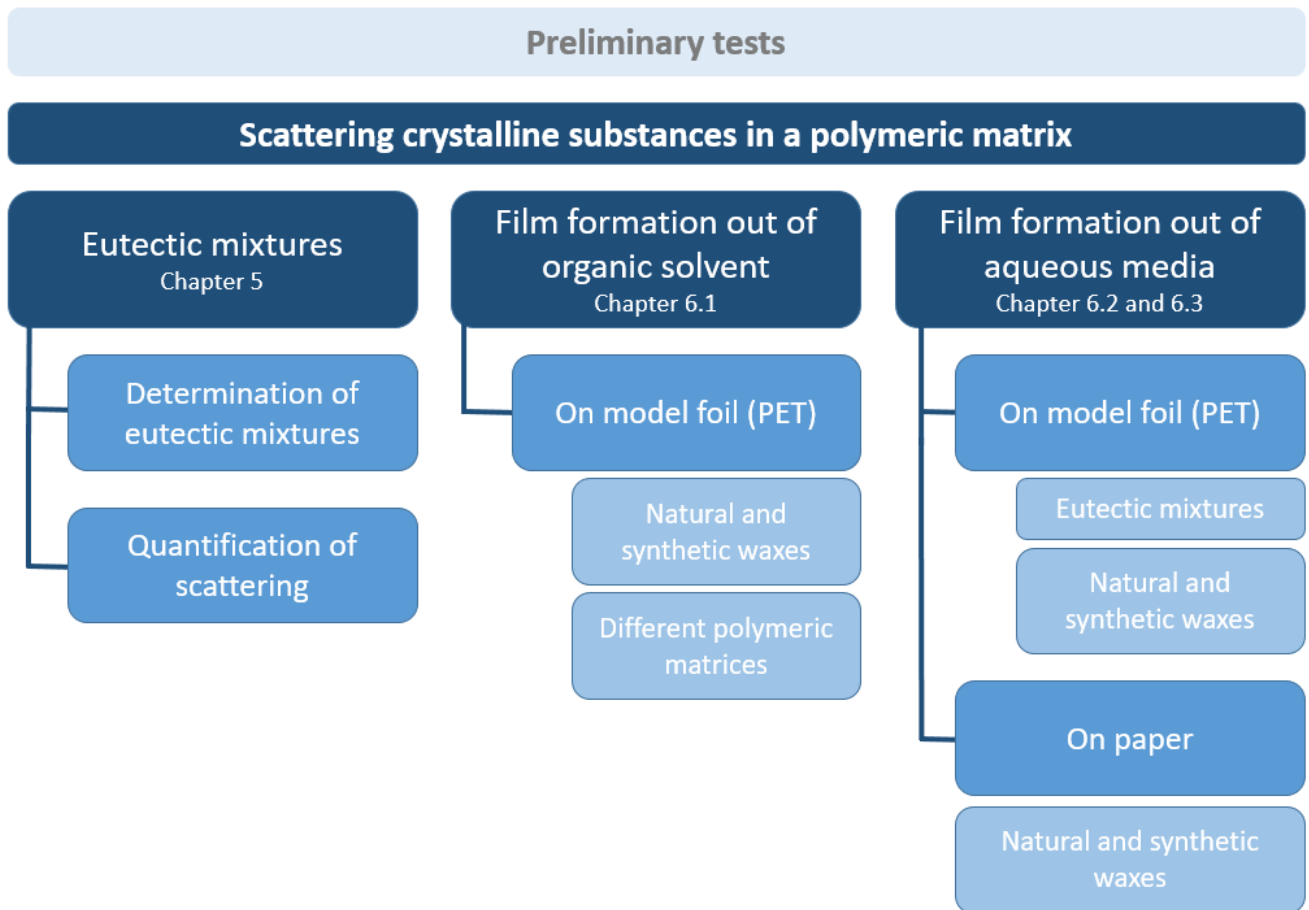 Preliminary tests
Scattering crystalline substances in a polymeric matrix
Eutectic mixtures
Chapter 5
Determination of
eutectic mixtures
Quantification of
scattering
Film formation out of
organic solvent
Chapter 6.1
On model foil (PET)
Natural and
synthetic waxes
Different polymeric
matrices
Film formation out of
aqueous media
Chapter 6.2 and 6.3
On model foil (PET)
Eutectic mixtures
Natural and
synthetic waxes
On paper
Natural and synthetic
waxes